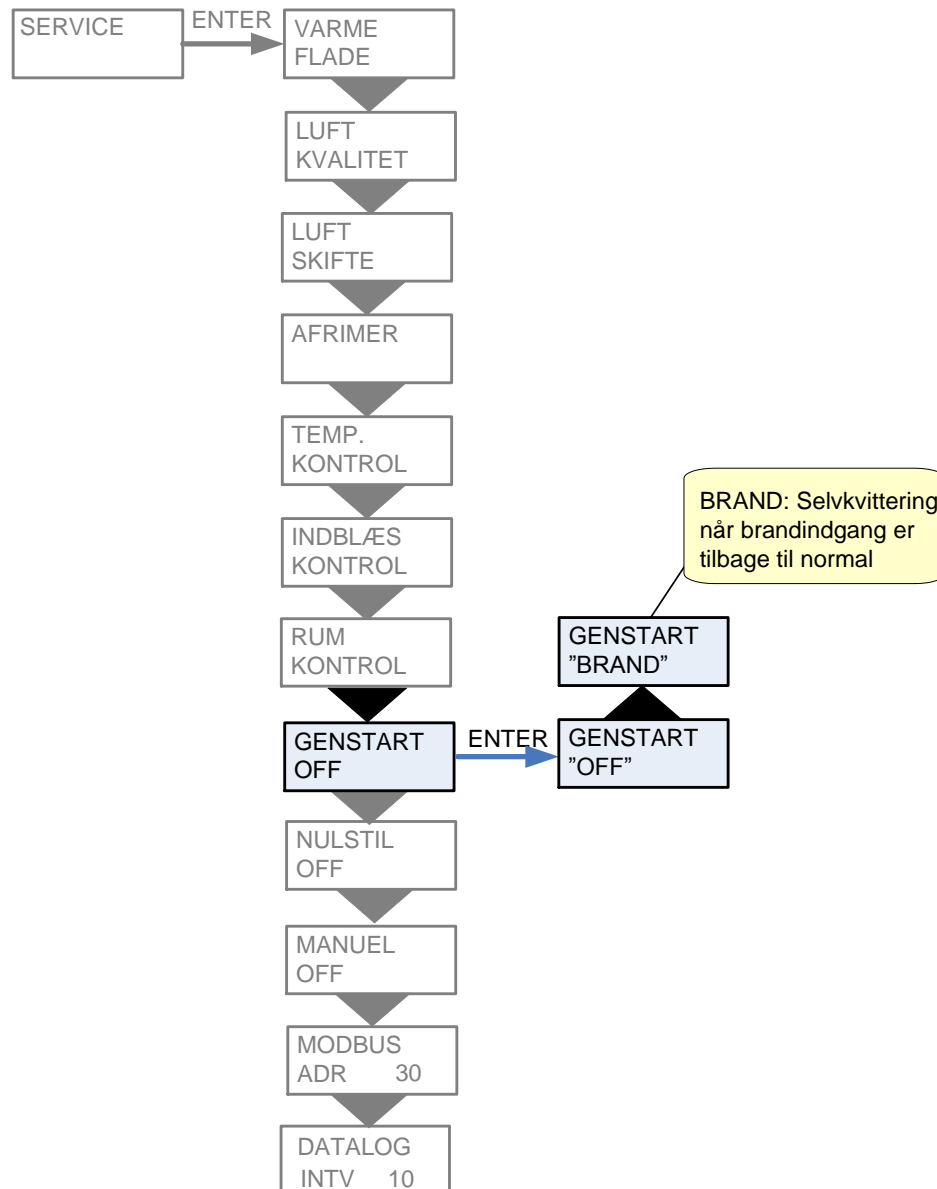 SERVICE
ENTER
VARME
FLADE
LUFT
KVALITET
LUFT
SKIFTE
AFRIMER
TEMP.
KONTROL
INDBLÆS
KONTROL
BRAND: Selvkvittering
når brandindgang er
tilbage til normal
RUM
KONTROL
GENSTART
"BRAND"
GENSTART
OFF
ENTER
GENSTART
"OFF"
NULSTIL
OFF
MANUEL
OFF
MODBUS
ADR 30
DATALOG
INTV 10